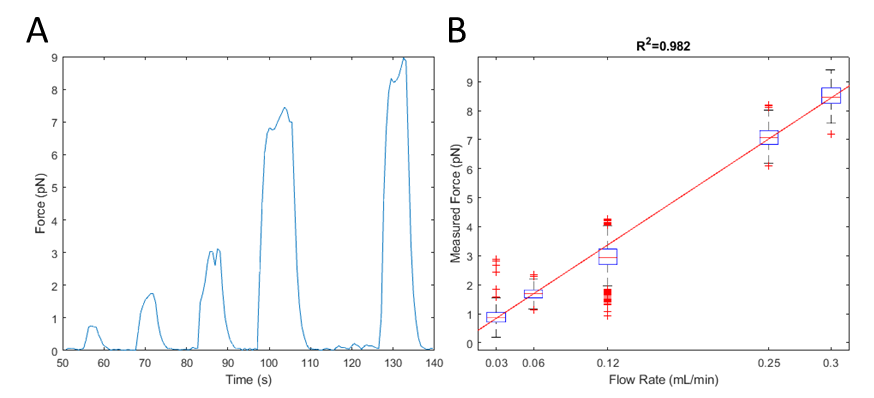 A
B
R2=0.982
9
8
7
6
5
4
3
2
1
0
Force (pN)
50 60 70 80 90 100 110 120 130 140
Time (s)
9
8
7
6
5
4
3
2
1
0
Measured Force (pN)
0.03 0.06 0.12 0.25 0.3
Flow Rate (mL/min)